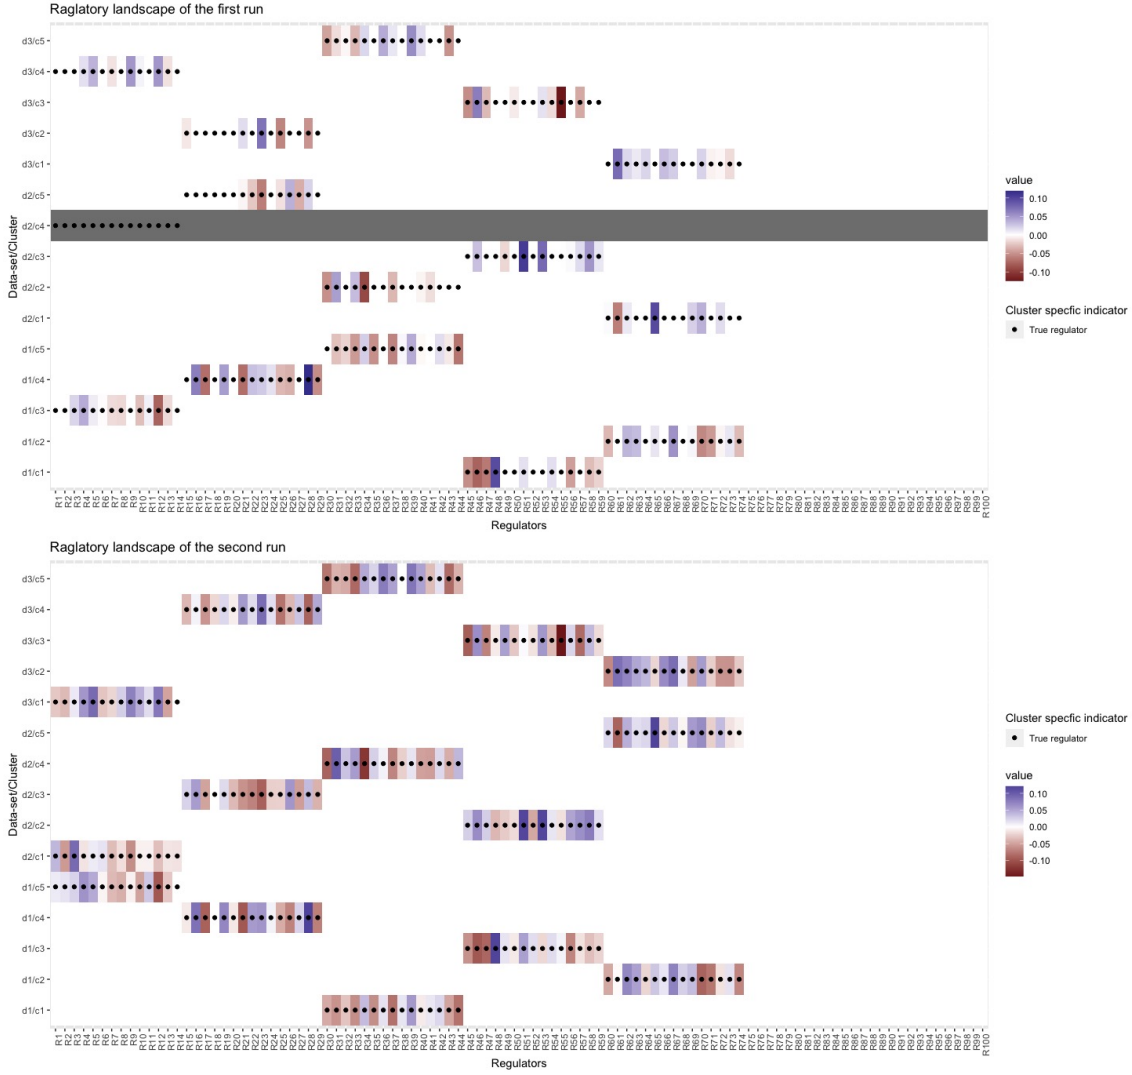 Raglatory landscape of the first run
Data-set/Cluster
d3/c5
d3/c4
d3/c3
d3/c2
d3/c1
d2/c5
d2/c4
d2/c3
d2/c2
d2/c1
d1/c5
d1/c4
d1/c3
d1/c2
d1/c1
R1 R2 R3 R4 R5 R6 R7 R8 R9 R10 R11 R12 R13 R14 R15 R16 R17 R18 R19 R20 R21 R22 R23 R24 R25 R26 R27 R28 R29 R30 R31 R32 R33 R34 R35 R36 R37 R38 R39 R40 R41 R42 R43 R44 R45 R46 R47 R48 R49 R50 R51 R52 R53 R54 R55 R56 R57 R58 R59 R60 R61 R62 R63 R64 R65 R66 R67 R68 R69 R70 R71 R72 R73 R74 R75 R76 R77 R78 R79 R80 R81 R82 R83 R84 R85 R86 R87 R88 R89 R90 R91 R92 R93 R94 R95 R96 R97 R98 R99 R100
Regulators
value
0.10
0.05
0.00
-0.05
-0.10
Cluster specfic indicator
True regulator
Raglatory landscape of the second run
Data-set/Cluster
d3/c5
d3/c4
d3/c3
d3/c2
d3/c1
d2/c5
d2/c4
d2/c3
d2/c2
d2/c1
d1/c5
d1/c4
d1/c3
d1/c2
d1/c1
R1 R2 R3 R4 R5 R6 R7 R8 R9 R10 R11 R12 R13 R14 R15 R16 R17 R18 R19 R20 R21 R22 R23 R24 R25 R26 R27 R28 R29 R30 R31 R32 R33 R34 R35 R36 R37 R38 R39 R40 R41 R42 R43 R44 R45 R46 R47 R48 R49 R50 R51 R52 R53 R54 R55 R56 R57 R58 R59 R60 R61 R62 R63 R64 R65 R66 R67 R68 R69 R70 R71 R72 R73 R74 R75 R76 R77 R78 R79 R80 R81 R82 R83 R84 R85 R86 R87 R88 R89 R90 R91 R92 R93 R94 R95 R96 R97 R98 R99 R100
Regulators
Cluster specfic indicator
True regulator
value
0.10
0.05
0.00
-0.05
-0.10